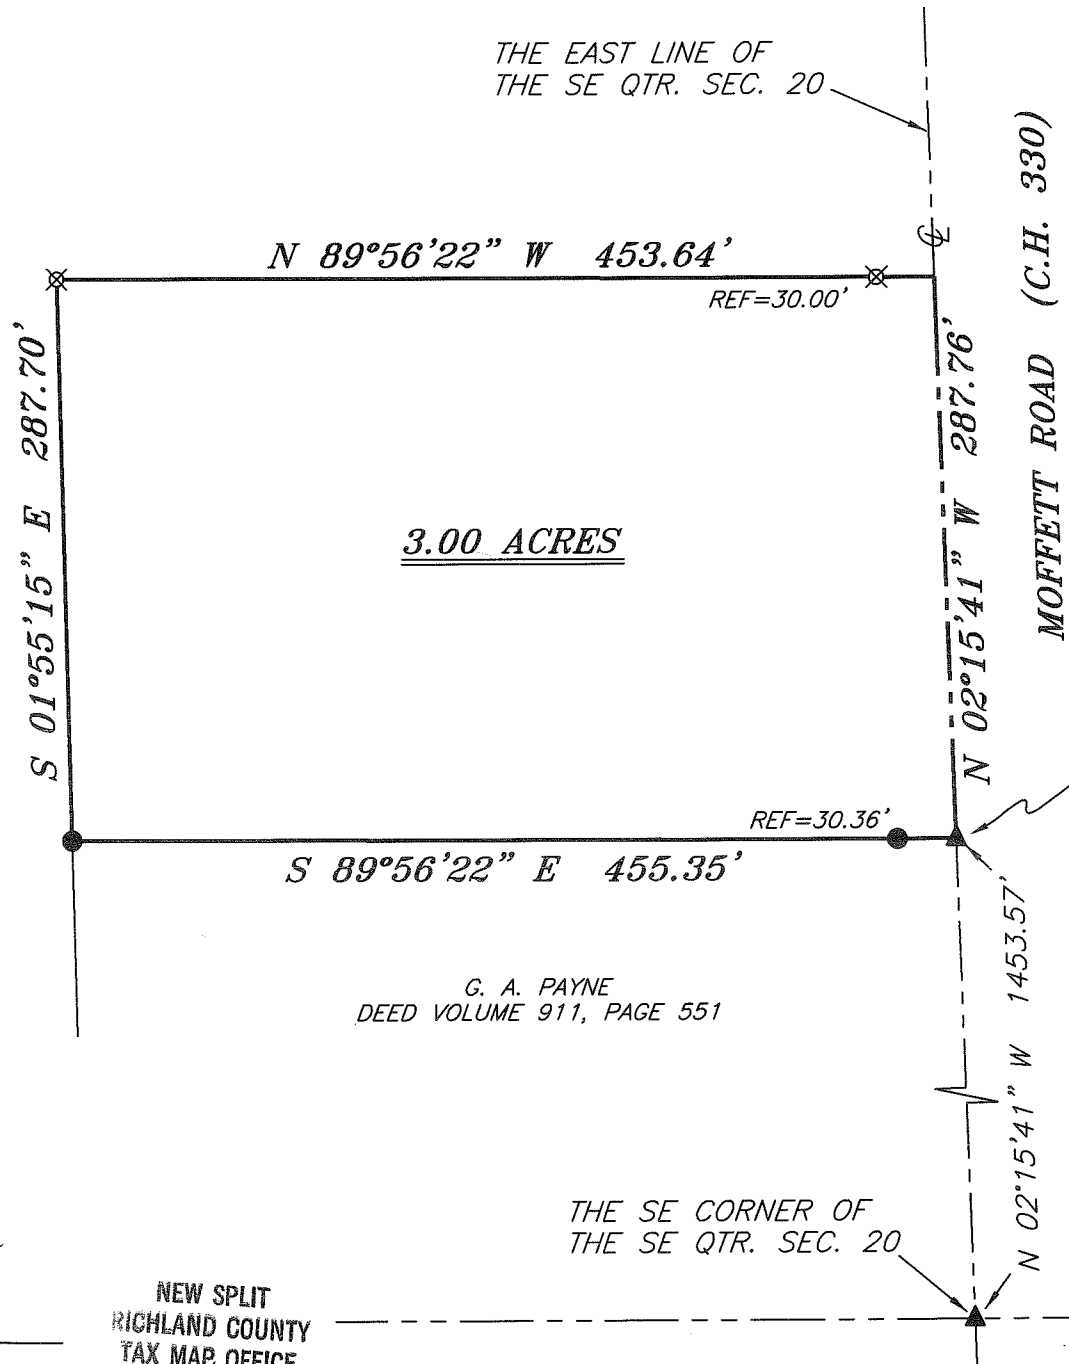 THE EAST LINE OF
THE SE QTR. SEC. 20
MOFFETT ROAD (C.H. 330)
N 89°56'22" W 453.64'
REF=30.00'
S 01°55'15" E 287.70'
N 02°15'41" W 287.76'
3.00 ACRES
REF=30.36'
S 89°56'22" E 455.35'
N 02°15'41" W 1453.57'
G. A. PAYNE
DEED VOLUME 911, PAGE 551
THE SE CORNER OF
THE SE QTR. SEC. 20
NEW SPLIT
RICHLAND COUNTY
TAX MAP OFFICE